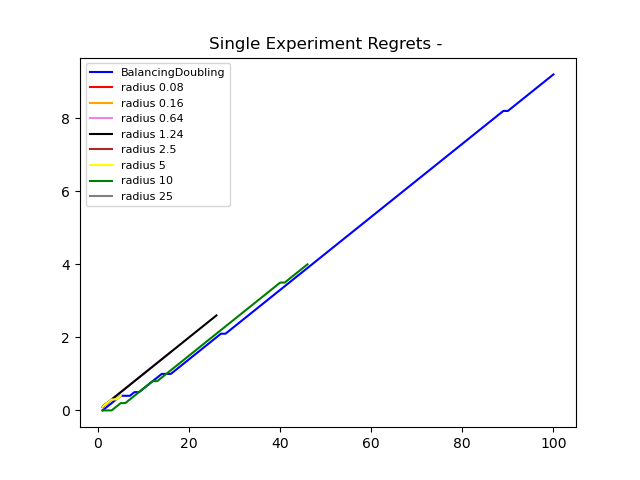 Single Experiment Regrets -
BalancingDoubling
radius 0.08
radius 0.16
radius 0.64
radius 1.24
radius 2.5
radius 5
radius 10
radius 25
8
6
4
2
0
0 20 40 60 80 100